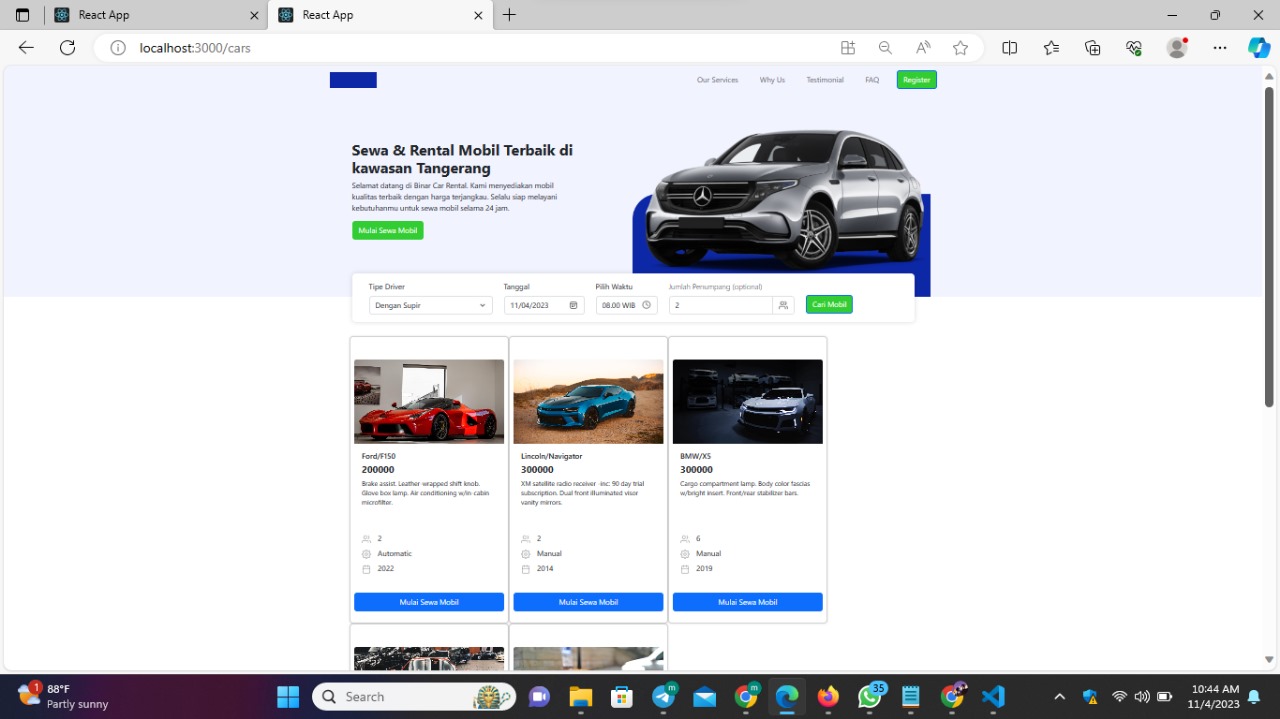 React App
React App
localhost:3000/cars
Our Services
Why Us
Testimonial
FAQ
Register
Sewa & Rental Mobil Terbaik di
kawasan Tangerang
Selamat datang di Binar Car Rental. Kami menyediakan mobil
kualitas terbaik dengan harga terjangkau. Selalu siap melayani
kebutuhanmu untuk sewa mobil selama 24 jam.
Mulai Sewa Mobil
Tipe Driver
Tanggal
Pilih Waktu
Jumlah Penumpang (optional)
Dengan Supir
11/04/2023
08.00 WIB
2
Cari Mobil
Ford/F150
200000
Brake assist. Leather-wrapped shift knob.
Glove box lamp. Air conditioning w/in-cabin
microfilter.
2
Automatic
2022
Mulai Sewa Mobil
Lincoln/Navigator
300000
XM satellite radio receiver -inc: 90 day trial
subscription. Dual front illuminated visor
vanity mirrors.
2
Manual
2014
Mulai Sewa Mobil
BMW/X5
300000
Cargo compartment lamp. Body color fascias
w/bright insert. Front/rear stabilizer bars.
6
Manual
2019
Mulai Sewa Mobil
1
88°F
Partly sunny
Search
m
m
35
10:44 AM
11/4/2023